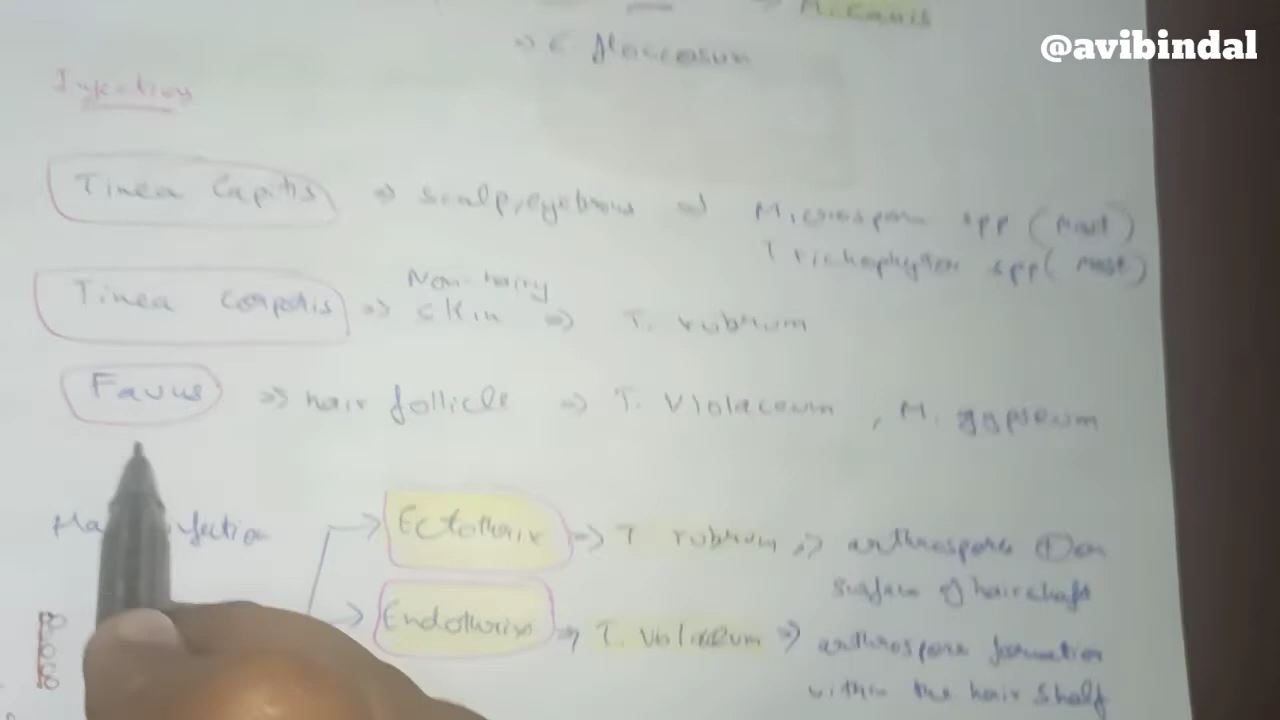 M. canis
@avibindal
⇒ E floccosum
Infection
Tinea Capitis ⇒ scalp, eyebrows ⇒ Microsporum spp (most)
Trichophyton spp (most)
Non-hairy
Tinea Corporis ⇒ skin ⇒ T. rubrum
Favus ⇒ hair follicle ⇒ T. Violaceum, M. gypseum
Ectothrix ⇒ T rubrum ⇒ arthrospore on
surface of hair shaft
Endothrix ⇒ T. Violaceum ⇒ arthrospore formation
within the hair shaft